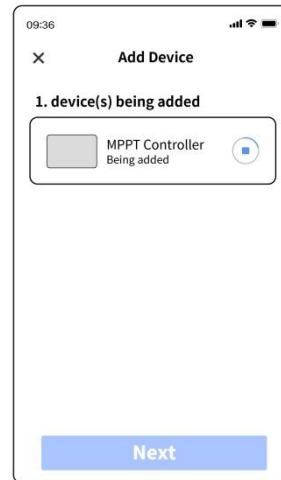 09:36
Add Device
1. device(s) being added
MPPT Controller
Being added
Next